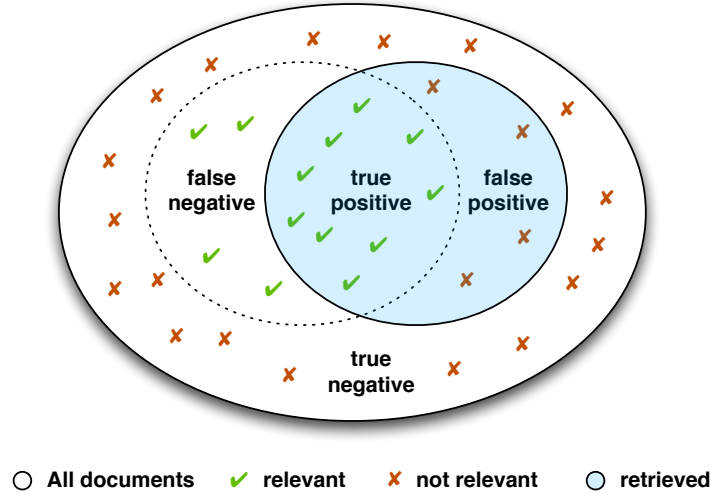 false
negative
true
positive
false
positive
true
negative
All documents
relevant
not relevant
retrieved